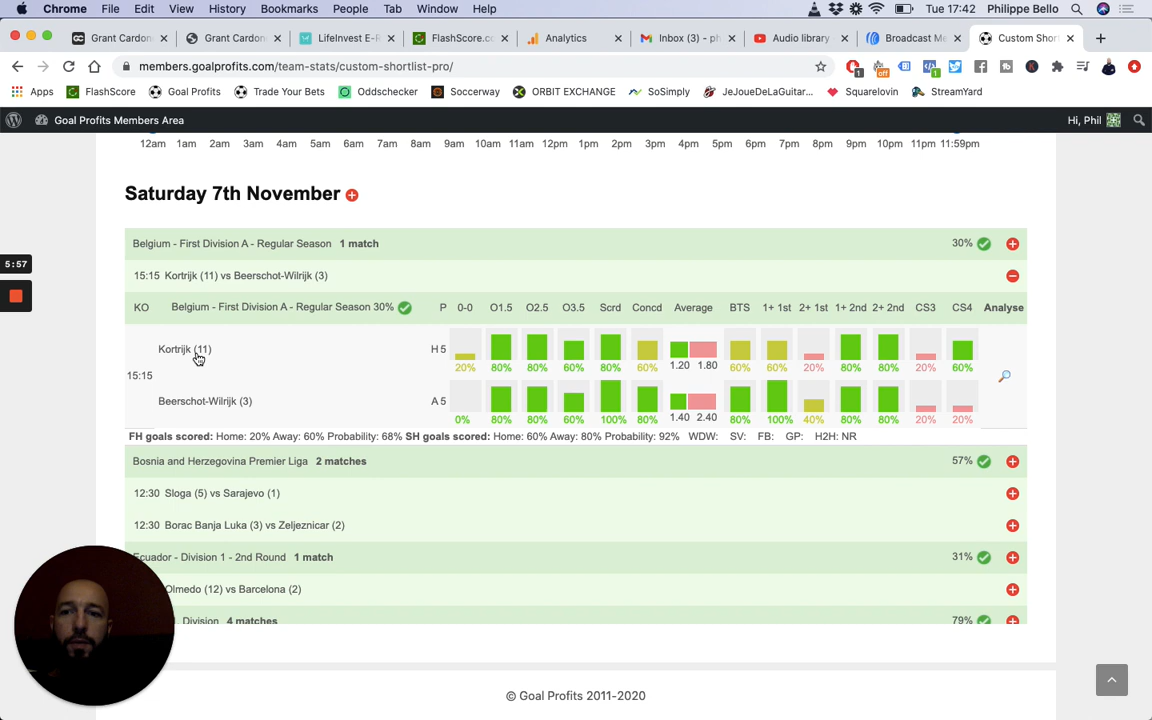 Chrome File Edit View History Bookmarks People Tab Window Help Tue 17:42 Philippe Bello
Grant Cardon Grant Cardon LifeInvest E-F FlashScore.cc Analytics Inbox (3) - ph Audio library Broadcast Me Custom Short
members.goalprofits.com/team-stats/custom-shortlist-pro/
Apps FlashScore Goal Profits Trade Your Bets Oddschecker Soccerway ORBIT EXCHANGE SoSimply JeJoueDeLaGuitar... Squarelovin StreamYard
Goal Profits Members Area Hi, Phil
12am 1am 2am 3am 4am 5am 6am 7am 8am 9am 10am 11am 12pm 1pm 2pm 3pm 4pm 5pm 6pm 7pm 8pm 9pm 10pm 11pm 11:59pm
Saturday 7th November
Belgium - First Division A - Regular Season 1 match 30%
5:57
15:15 Kortrijk (11) vs Beerschot-Wilrijk (3)
KO Belgium - First Division A - Regular Season 30% P 0-0 O1.5 O2.5 O3.5 Scrd Concd Average BTS 1+ 1st 2+ 1st 1+ 2nd 2+ 2nd CS3 CS4 Analyse
Kortrijk (11) H 5
20% 80% 80% 60% 80% 60% 1.20 1.80 60% 60% 20% 80% 80% 20% 60%
15:15
Beerschot-Wilrijk (3) A 5
0% 80% 80% 60% 100% 80% 1.40 2.40 80% 100% 40% 80% 80% 20% 20%
FH goals scored: Home: 20% Away: 60% Probability: 68% SH goals scored: Home: 60% Away: 80% Probability: 92% WDW: SV: FB: GP: H2H: NR
Bosnia and Herzegovina Premier Liga 2 matches 57%
12:30 Sloga (5) vs Sarajevo (1)
12:30 Borac Banja Luka (3) vs Zeljeznicar (2)
Ecuador - Division 1 - 2nd Round 1 match 31%
Olmedo (12) vs Barcelona (2)
Division 4 matches 79%
© Goal Profits 2011-2020